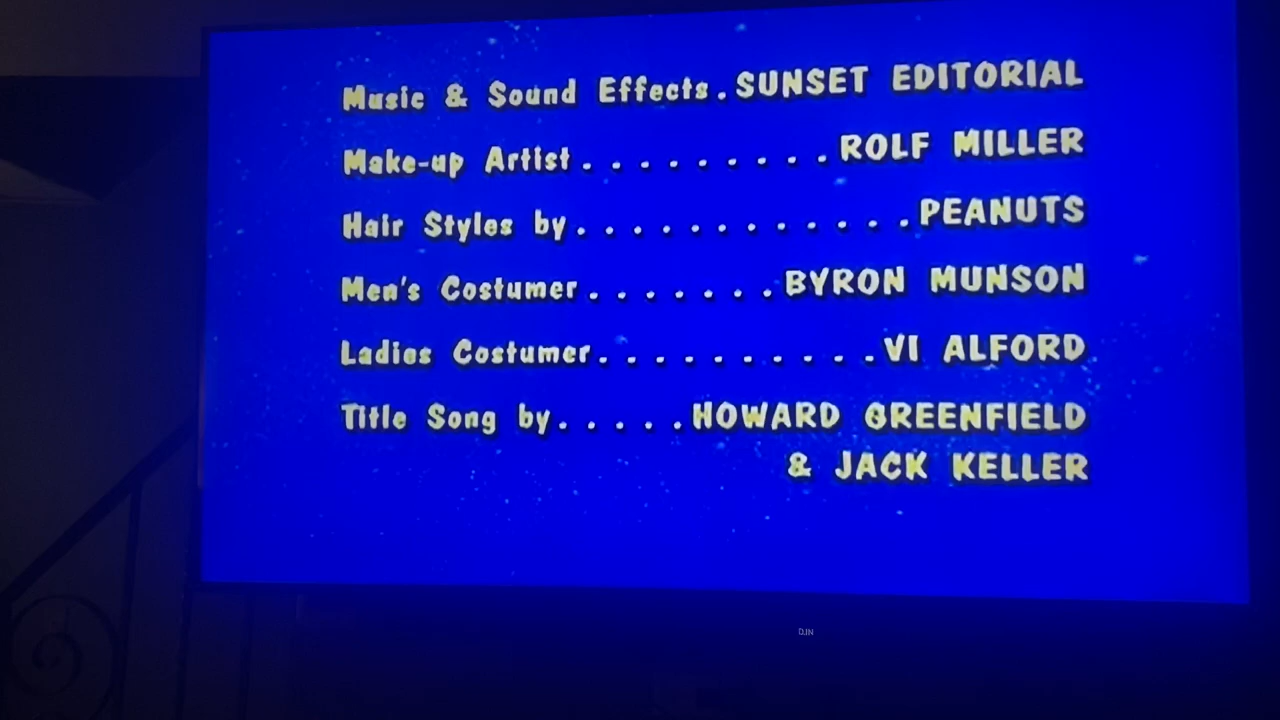 Music & Sound Effects . SUNSET EDITORIAL
Make-up Artist . . . . . . . . . ROLF MILLER
Hair Styles by . . . . . . . . . . . . PEANUTS
Men's Costumer . . . . . . . BYRON MUNSON
Ladies Costumer . . . . . . . . . . VI ALFORD
Title Song by . . . . . HOWARD GREENFIELD
& JACK KELLER